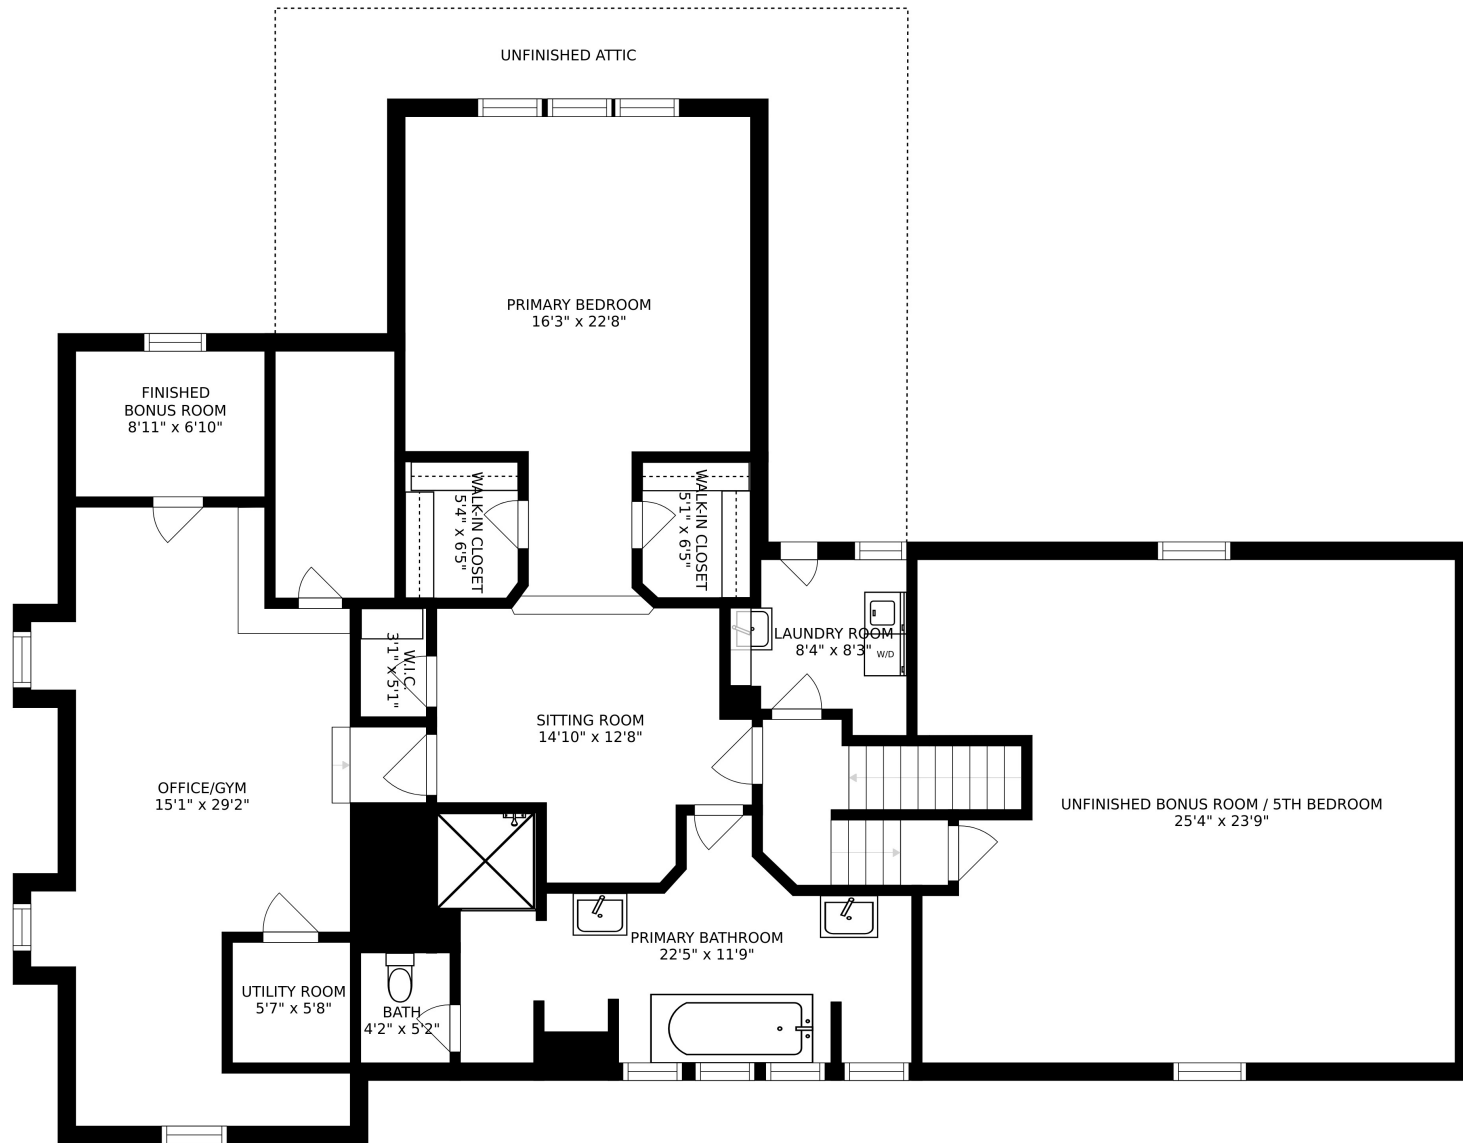 UNFINISHED ATTIC
PRIMARY BEDROOM
16'3" x 22'8"
FINISHED
BONUS ROOM
8'11" x 6'10"
WALK-IN CLOSET
5'4" x 6'5"
WALK-IN CLOSET
5'1" x 6'5"
W.I.C.
3'1" x 5'1"
LAUNDRY ROOM
8'4" x 8'3"
W/D
SITTING ROOM
14'10" x 12'8"
OFFICE/GYM
15'1" x 29'2"
UNFINISHED BONUS ROOM / 5TH BEDROOM
25'4" x 23'9"
PRIMARY BATHROOM
22'5" x 11'9"
UTILITY ROOM
5'7" x 5'8"
BATH
4'2" x 5'2"